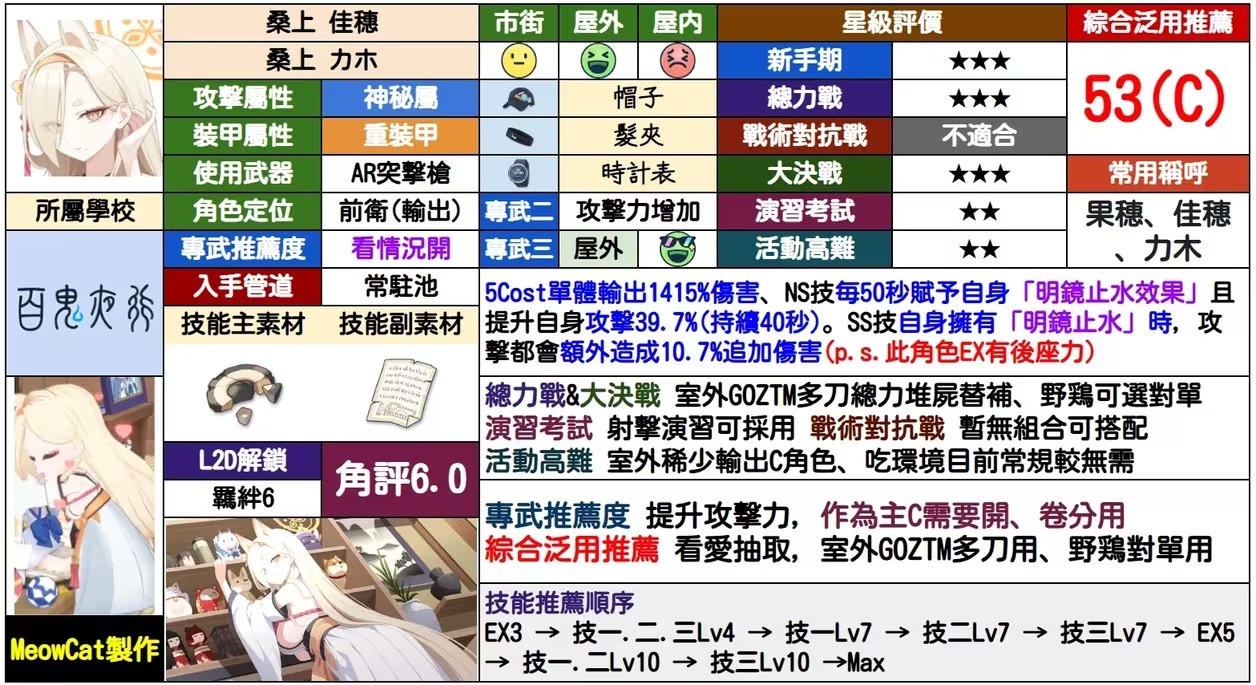 桑上 佳穗
桑上 カホ
攻擊屬性 神秘屬
裝甲屬性 重裝甲
使用武器 AR突擊槍
所屬學校
角色定位 前衛(輸出)
百鬼夜行
專武推薦度 看情況開
入手管道 常駐池
技能主素材 技能副素材
L2D解鎖
羈絆6
角評6.0
MeowCat製作
市街 屋外 屋內
帽子
髮夾
時計表
專武二 攻擊力增加
專武三 屋外
星級評價
新手期 ★★★
總力戰 ★★★
戰術對抗戰 不適合
大決戰 ★★★
演習考試 ★★
活動高難 ★★
綜合泛用推薦
53(C)
常用稱呼
果穗、佳穗
、力木
5Cost單體輸出1415%傷害、NS技每50秒賦予自身「明鏡止水效果」且
提升自身攻擊39.7%(持續40秒)。SS技自身擁有「明鏡止水」時，攻
擊都會額外造成10.7%追加傷害(p.s.此角色EX有後座力)
總力戰&大決戰 室外GOZTM多刀總力堆屍替補、野鷄可選對單
演習考試 射擊演習可採用 戰術對抗戰 暫無組合可搭配
活動高難 室外稀少輸出C角色、吃環境目前常規較無需
專武推薦度 提升攻擊力，作為主C需要開、卷分用
綜合泛用推薦 看愛抽取，室外GOZTM多刀用、野鷄對單用
技能推薦順序
EX3 → 技一.二.三Lv4 → 技一Lv7 → 技二Lv7 → 技三Lv7 → EX5
→ 技一.二Lv10 → 技三Lv10 →Max